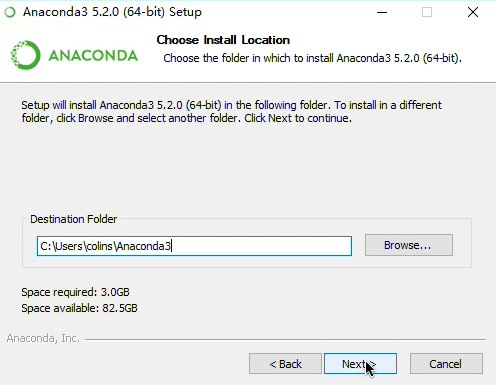 Anaconda3 5.2.0 (64-bit) Setup
ANACONDA
Choose Install Location
Choose the folder in which to install Anaconda3 5.2.0 (64-bit).
Setup will install Anaconda3 5.2.0 (64-bit) in the following folder. To install in a different
folder, click Browse and select another folder. Click Next to continue.
Destination Folder
C:\Users\colins\Anaconda3
Browse...
Space required: 3.0GB
Space available: 82.5GB
Anaconda, Inc.
< Back
Next >
Cancel